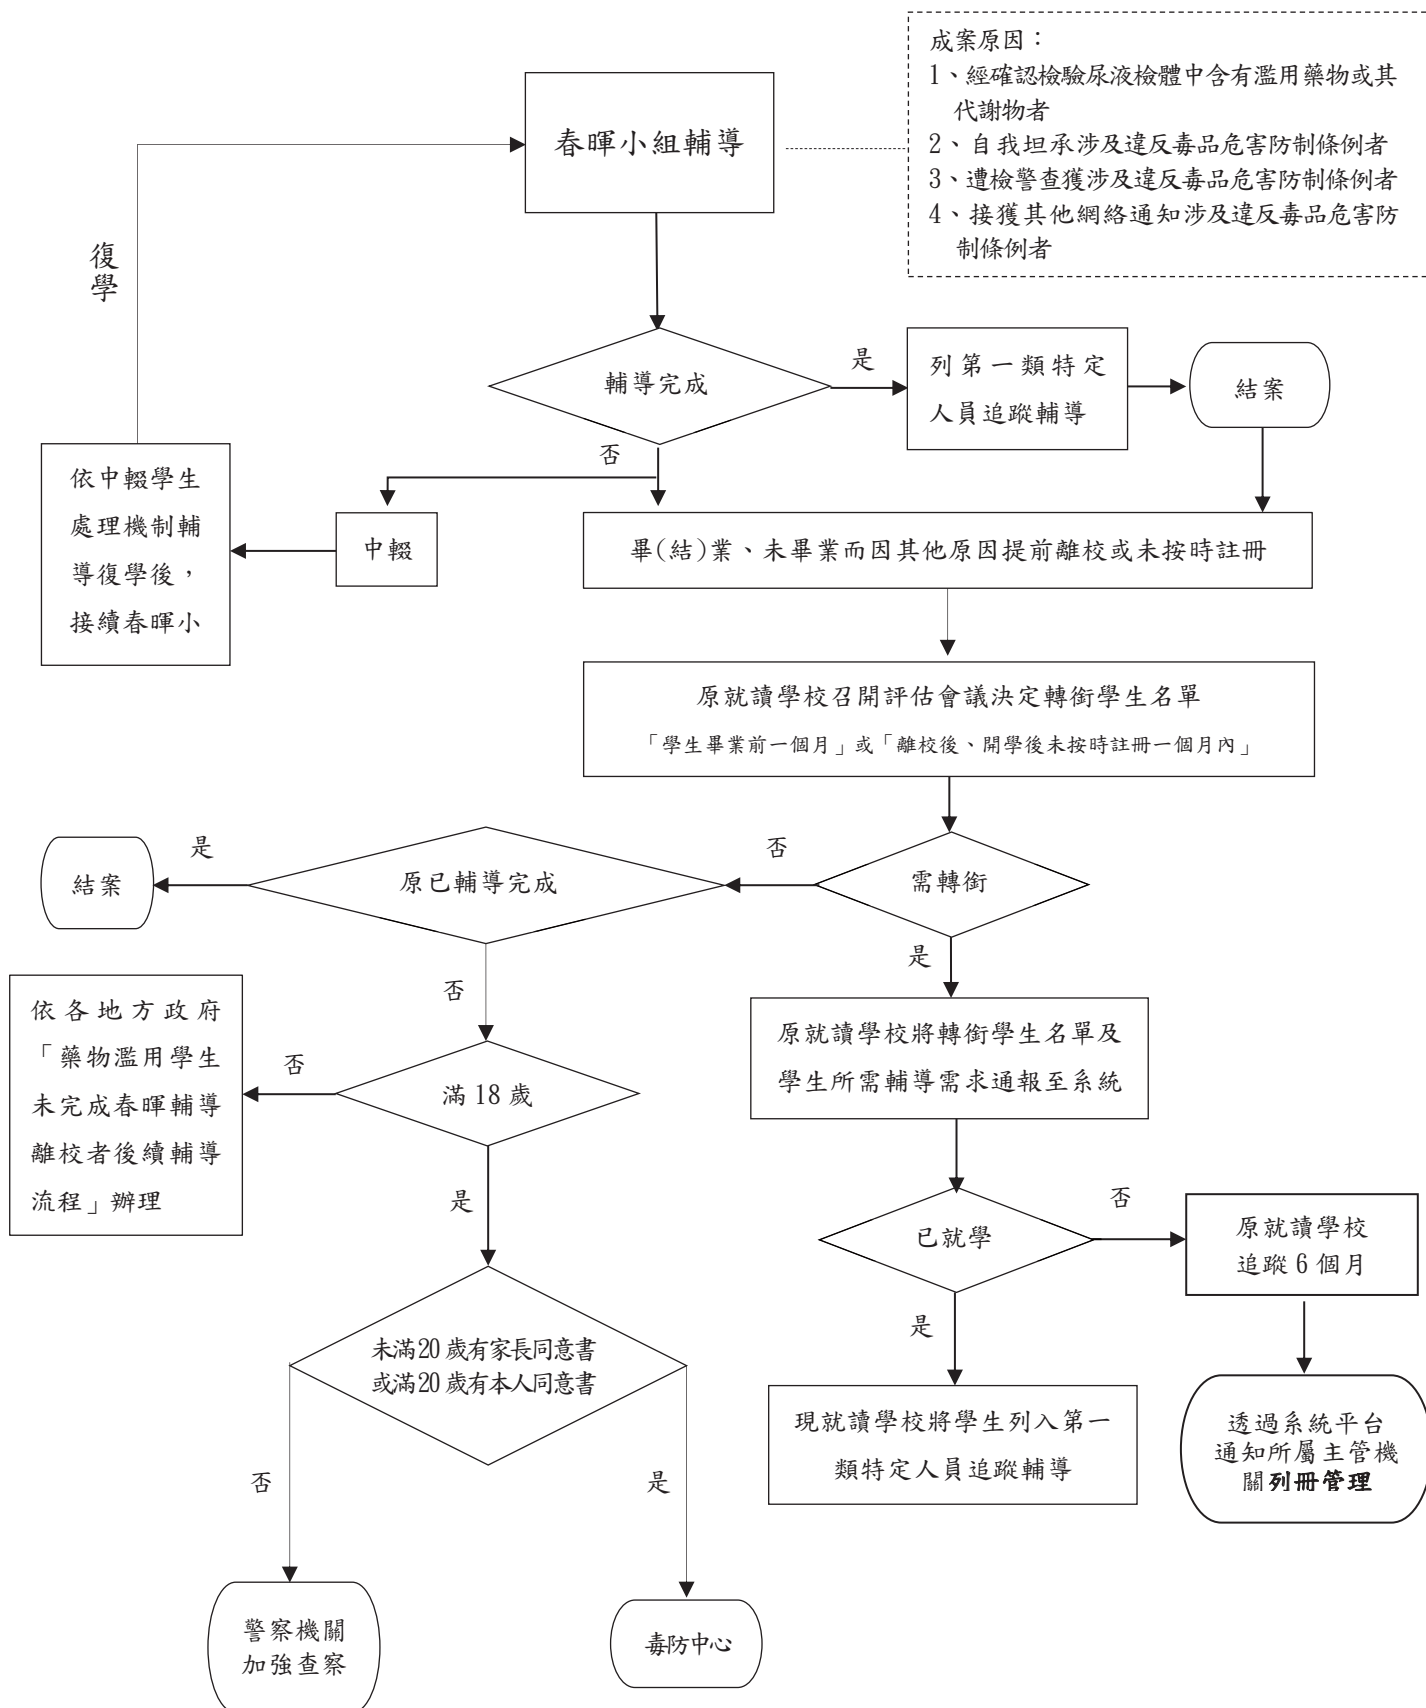 成案原因：
1、經確認檢驗尿液檢體中含有濫用藥物或其
代謝物者
2、自我坦承涉及違反毒品危害防制條例者
3、遭檢警查獲涉及違反毒品危害防制條例者
4、接獲其他網絡通知涉及違反毒品危害防
制條例者
春暉小組輔導
復
學
輔導完成
是
列第一類特定
人員追蹤輔導
結案
否
依中輟學生
處理機制輔
導復學後，
接續春暉小
中輟
畢(結)業、未畢業而因其他原因提前離校或未按時註冊
原就讀學校召開評估會議決定轉銜學生名單
「學生畢業前一個月」或「離校後、開學後未按時註冊一個月內」
結案
是
原已輔導完成
否
需轉銜
是
否
依各地方政府
「藥物濫用學生
未完成春暉輔導
離校者後續輔導
流程」辦理
否
滿18歲
原就讀學校將轉銜學生名單及
學生所需輔導需求通報至系統
是
已就學
否
原就讀學校
追蹤6個月
是
未滿20歲有家長同意書
或滿20歲有本人同意書
現就讀學校將學生列入第一
類特定人員追蹤輔導
透過系統平台
通知所屬主管機
關列冊管理
否
是
警察機關
加強查察
毒防中心